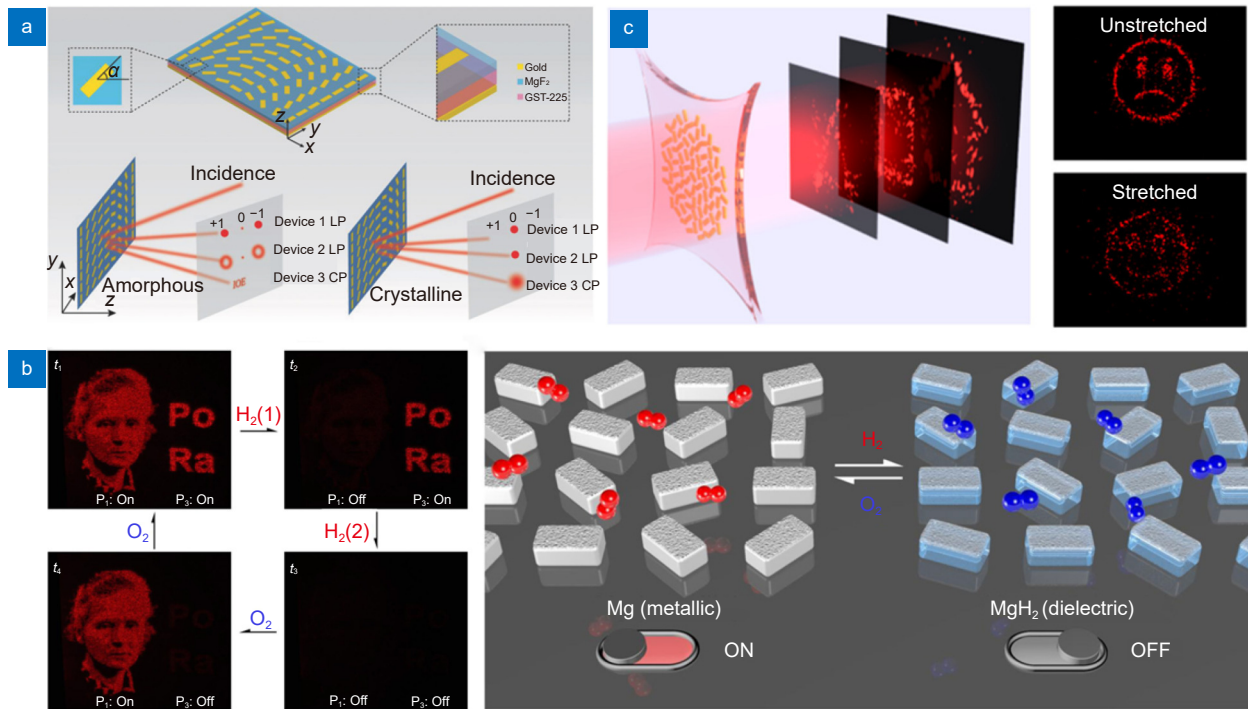 a
α
Gold
MgF₂
GST-225
z
y
x
Incidence
+1 0 −1
Device 1 LP
Device 2 LP
Device 3 CP
Amorphous
y
x
z
Incidence
+1 0 −1
Device 1 LP
Device 2 LP
Device 3 CP
Crystalline
c
Unstretched
Stretched
b
t₁
Po
Ra
P₁: On P₃: On
H₂(1)
t₂
Po
Ra
P₁: Off P₃: On
H₂(2)
t₃
P₁: Off P₃: Off
O₂
t₄
Po
Ra
P₁: On P₃: Off
O₂
H₂
O₂
Mg (metallic)
ON
MgH₂ (dielectric)
OFF